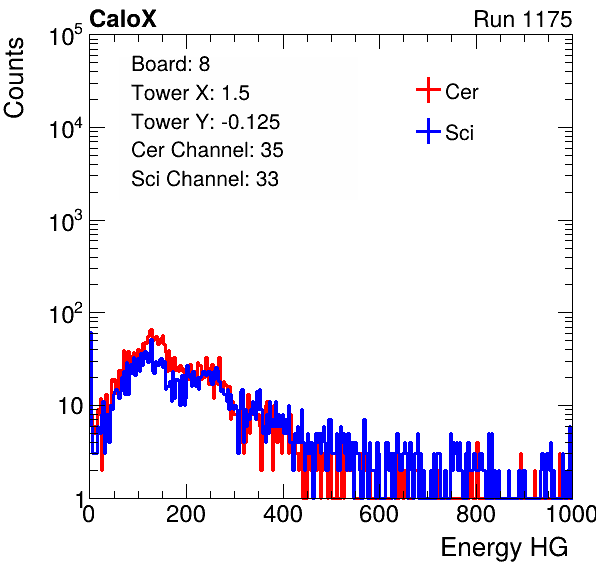 CaloX Run 1175
Counts
10^5
10^4
10^3
10^2
10
1
Board: 8
Tower X: 1.5
Tower Y: -0.125
Cer Channel: 35
Sci Channel: 33
Cer
Sci
0 200 400 600 800 1000
Energy HG